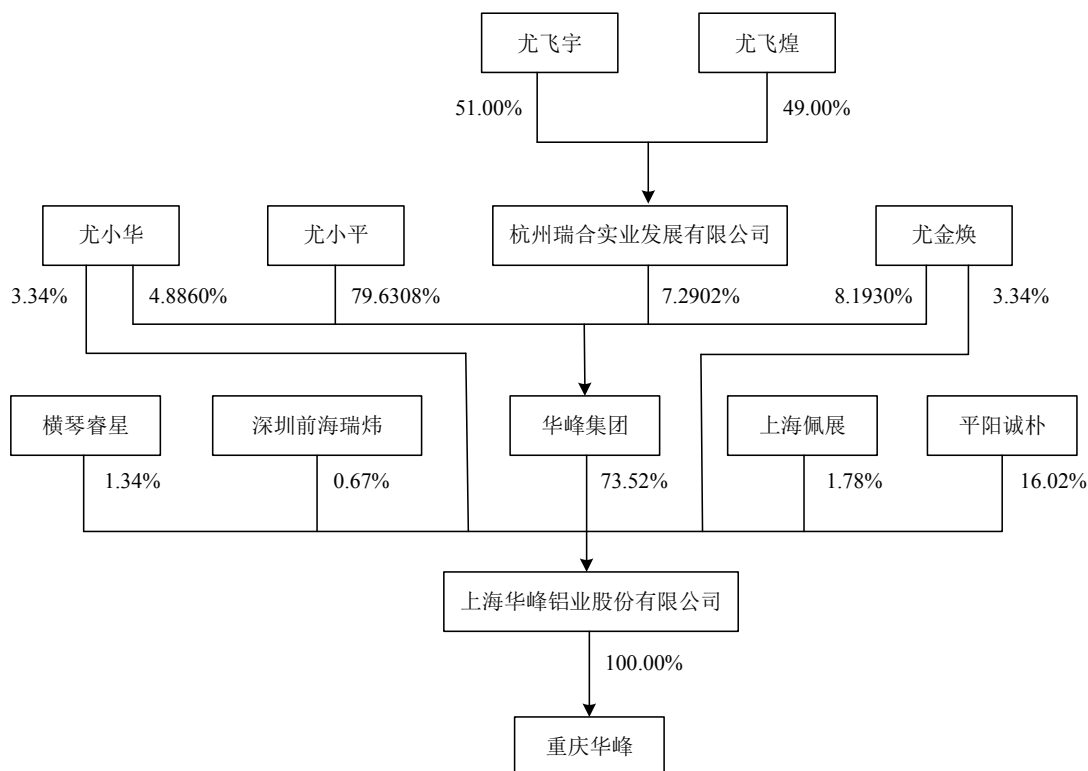 尤飞宇
尤飞煌
51.00%
49.00%
尤小华
尤小平
杭州瑞合实业发展有限公司
尤金焕
3.34%
4.8860%
79.6308%
7.2902%
8.1930%
3.34%
横琴睿星
深圳前海瑞炜
华峰集团
上海佩展
平阳诚朴
1.34%
0.67%
73.52%
1.78%
16.02%
上海华峰铝业股份有限公司
100.00%
重庆华峰